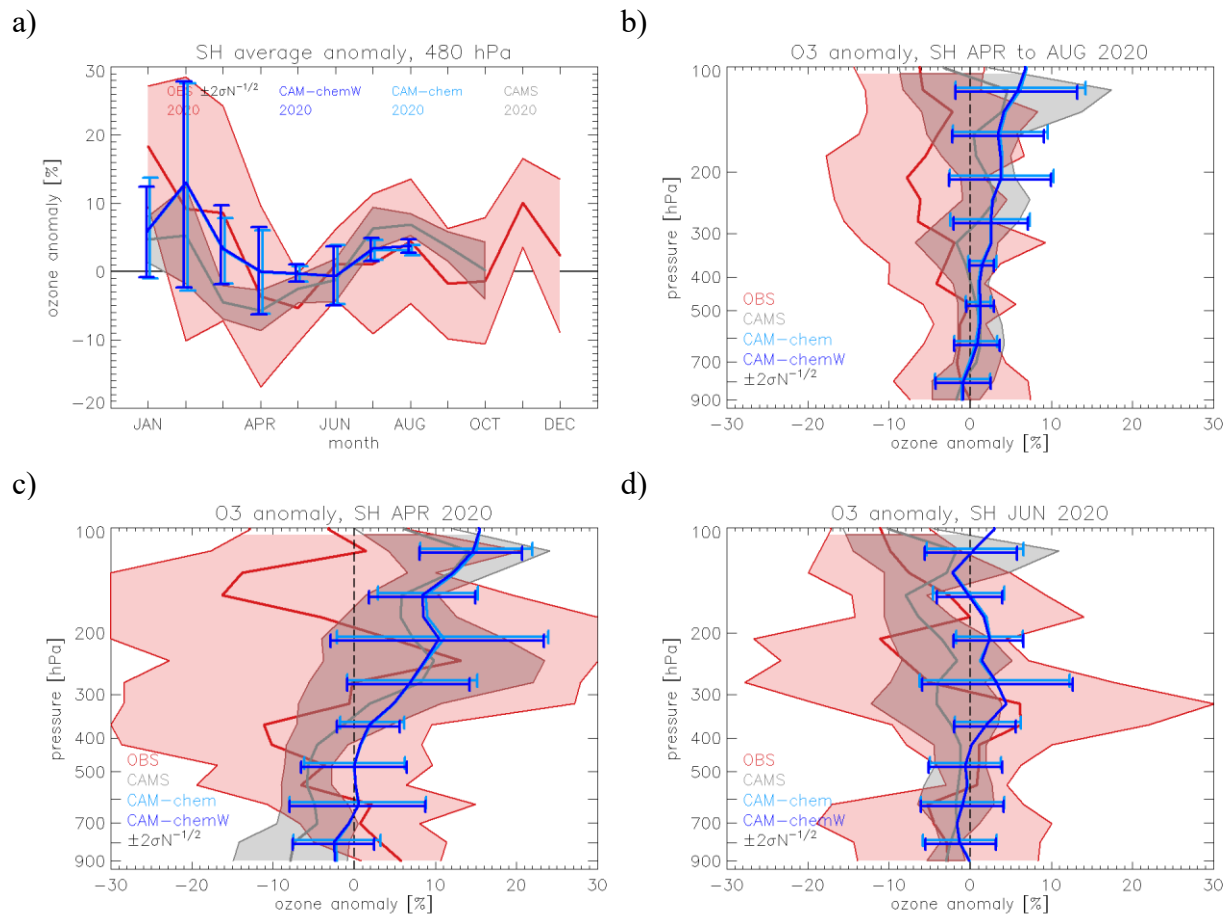 a)
SH average anomaly, 480 hPa
30
20
10
0
-10
-20
ozone anomaly [%]
OBS ±2σN⁻¹/² CAM-chemW CAM-chem CAMS
2020 2020 2020 2020
JAN APR JUN AUG OCT DEC
month
b)
O3 anomaly, SH APR to AUG 2020
100
200
300
400
500
700
900
pressure [hPa]
OBS
CAMS
CAM-chem
CAM-chemW
±2σN⁻¹/²
-30 -20 -10 0 10 20 30
ozone anomaly [%]
c)
O3 anomaly, SH APR 2020
100
200
300
400
500
700
900
pressure [hPa]
OBS
CAMS
CAM-chem
CAM-chemW
±2σN⁻¹/²
-30 -20 -10 0 10 20 30
ozone anomaly [%]
d)
O3 anomaly, SH JUN 2020
100
200
300
400
500
700
900
pressure [hPa]
OBS
CAMS
CAM-chem
CAM-chemW
±2σN⁻¹/²
-30 -20 -10 0 10 20 30
ozone anomaly [%]